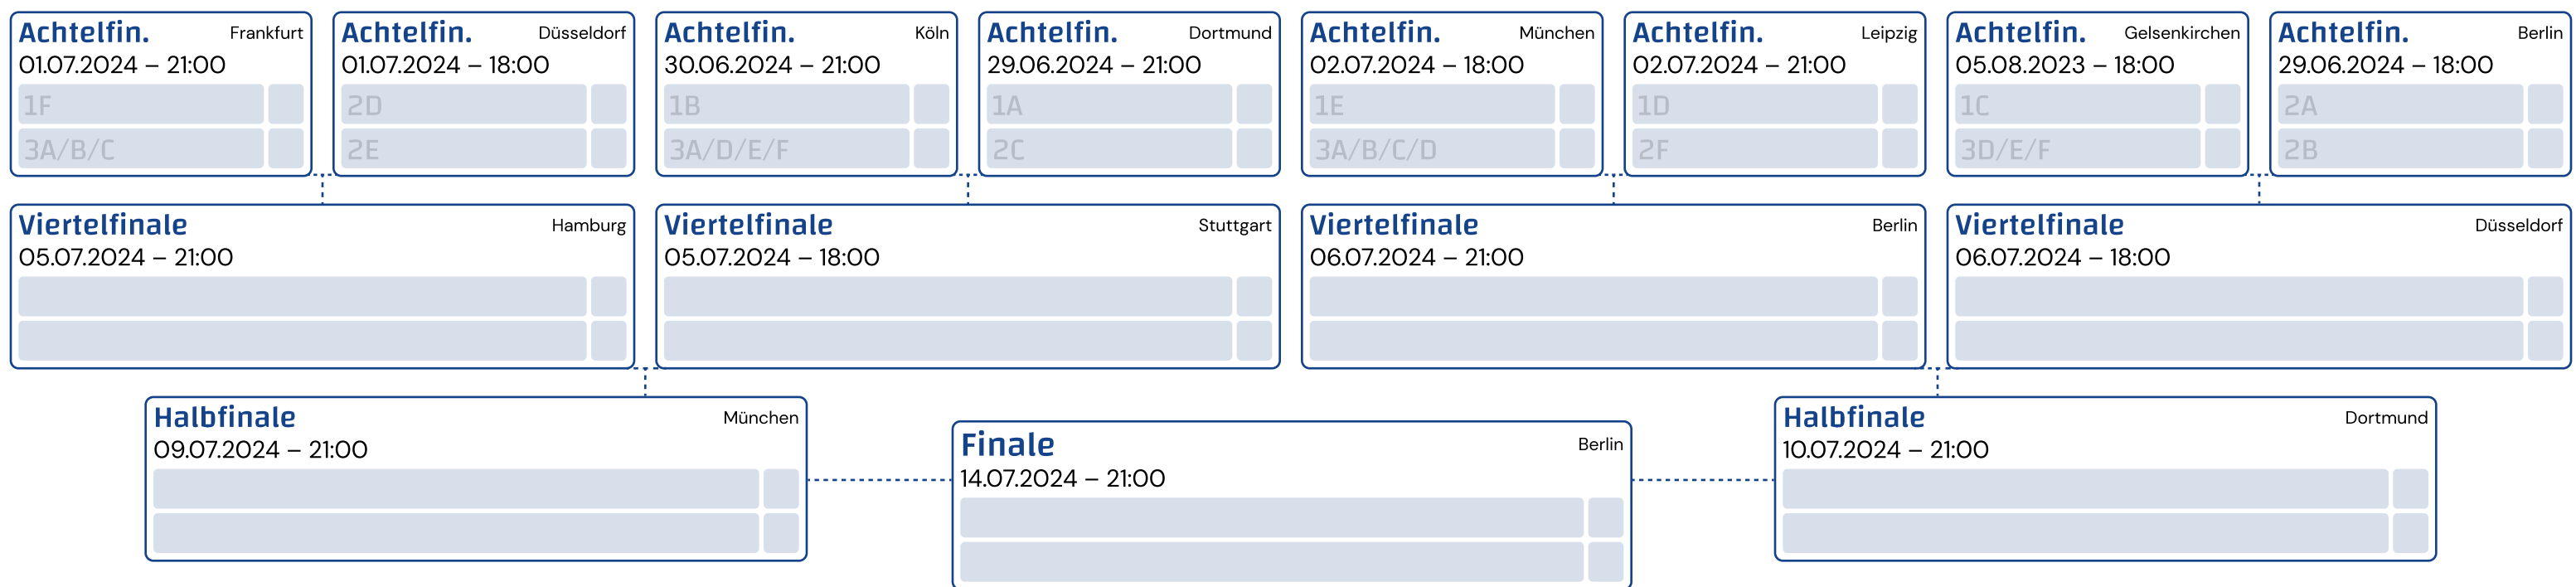 Achtelfin. Frankfurt
01.07.2024 – 21:00
1F
3A/B/C
Achtelfin. Düsseldorf
01.07.2024 – 18:00
2D
2E
Achtelfin. Köln
30.06.2024 – 21:00
1B
3A/D/E/F
Achtelfin. Dortmund
29.06.2024 – 21:00
1A
2C
Achtelfin. München
02.07.2024 – 18:00
1E
3A/B/C/D
Achtelfin. Leipzig
02.07.2024 – 21:00
1D
2F
Achtelfin. Gelsenkirchen
05.08.2023 – 18:00
1C
3D/E/F
Achtelfin. Berlin
29.06.2024 – 18:00
2A
2B
Viertelfinale Hamburg
05.07.2024 – 21:00
Viertelfinale Stuttgart
05.07.2024 – 18:00
Viertelfinale Berlin
06.07.2024 – 21:00
Viertelfinale Düsseldorf
06.07.2024 – 18:00
Halbfinale München
09.07.2024 – 21:00
Finale Berlin
14.07.2024 – 21:00
Halbfinale Dortmund
10.07.2024 – 21:00